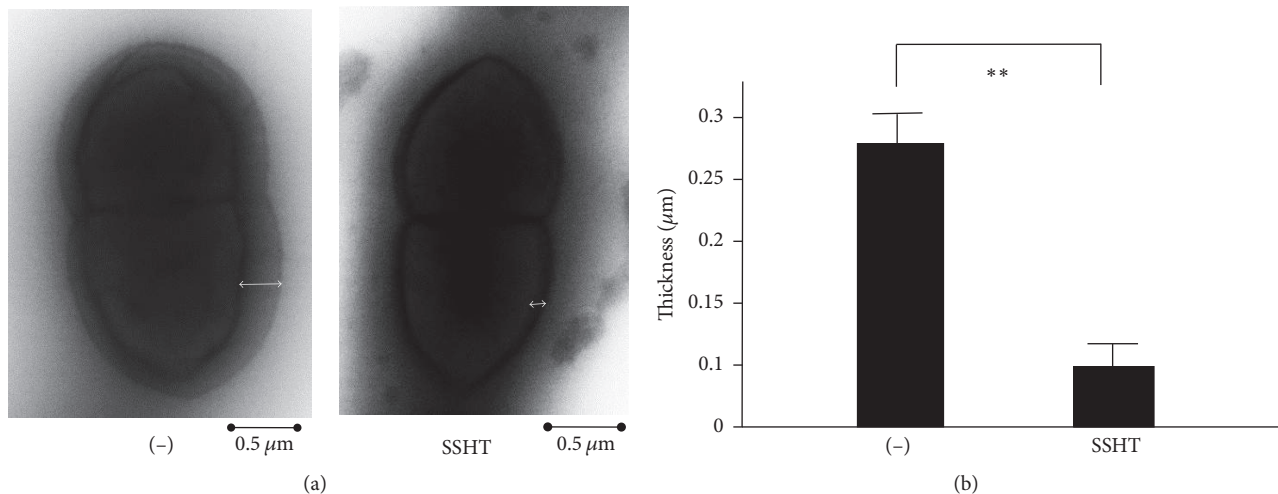 **
0.3
0.25
0.2
0.15
0.1
0
Thickness (μm)
(–)
0.5 μm
SSHT
0.5 μm
(–)
SSHT
(a)
(b)